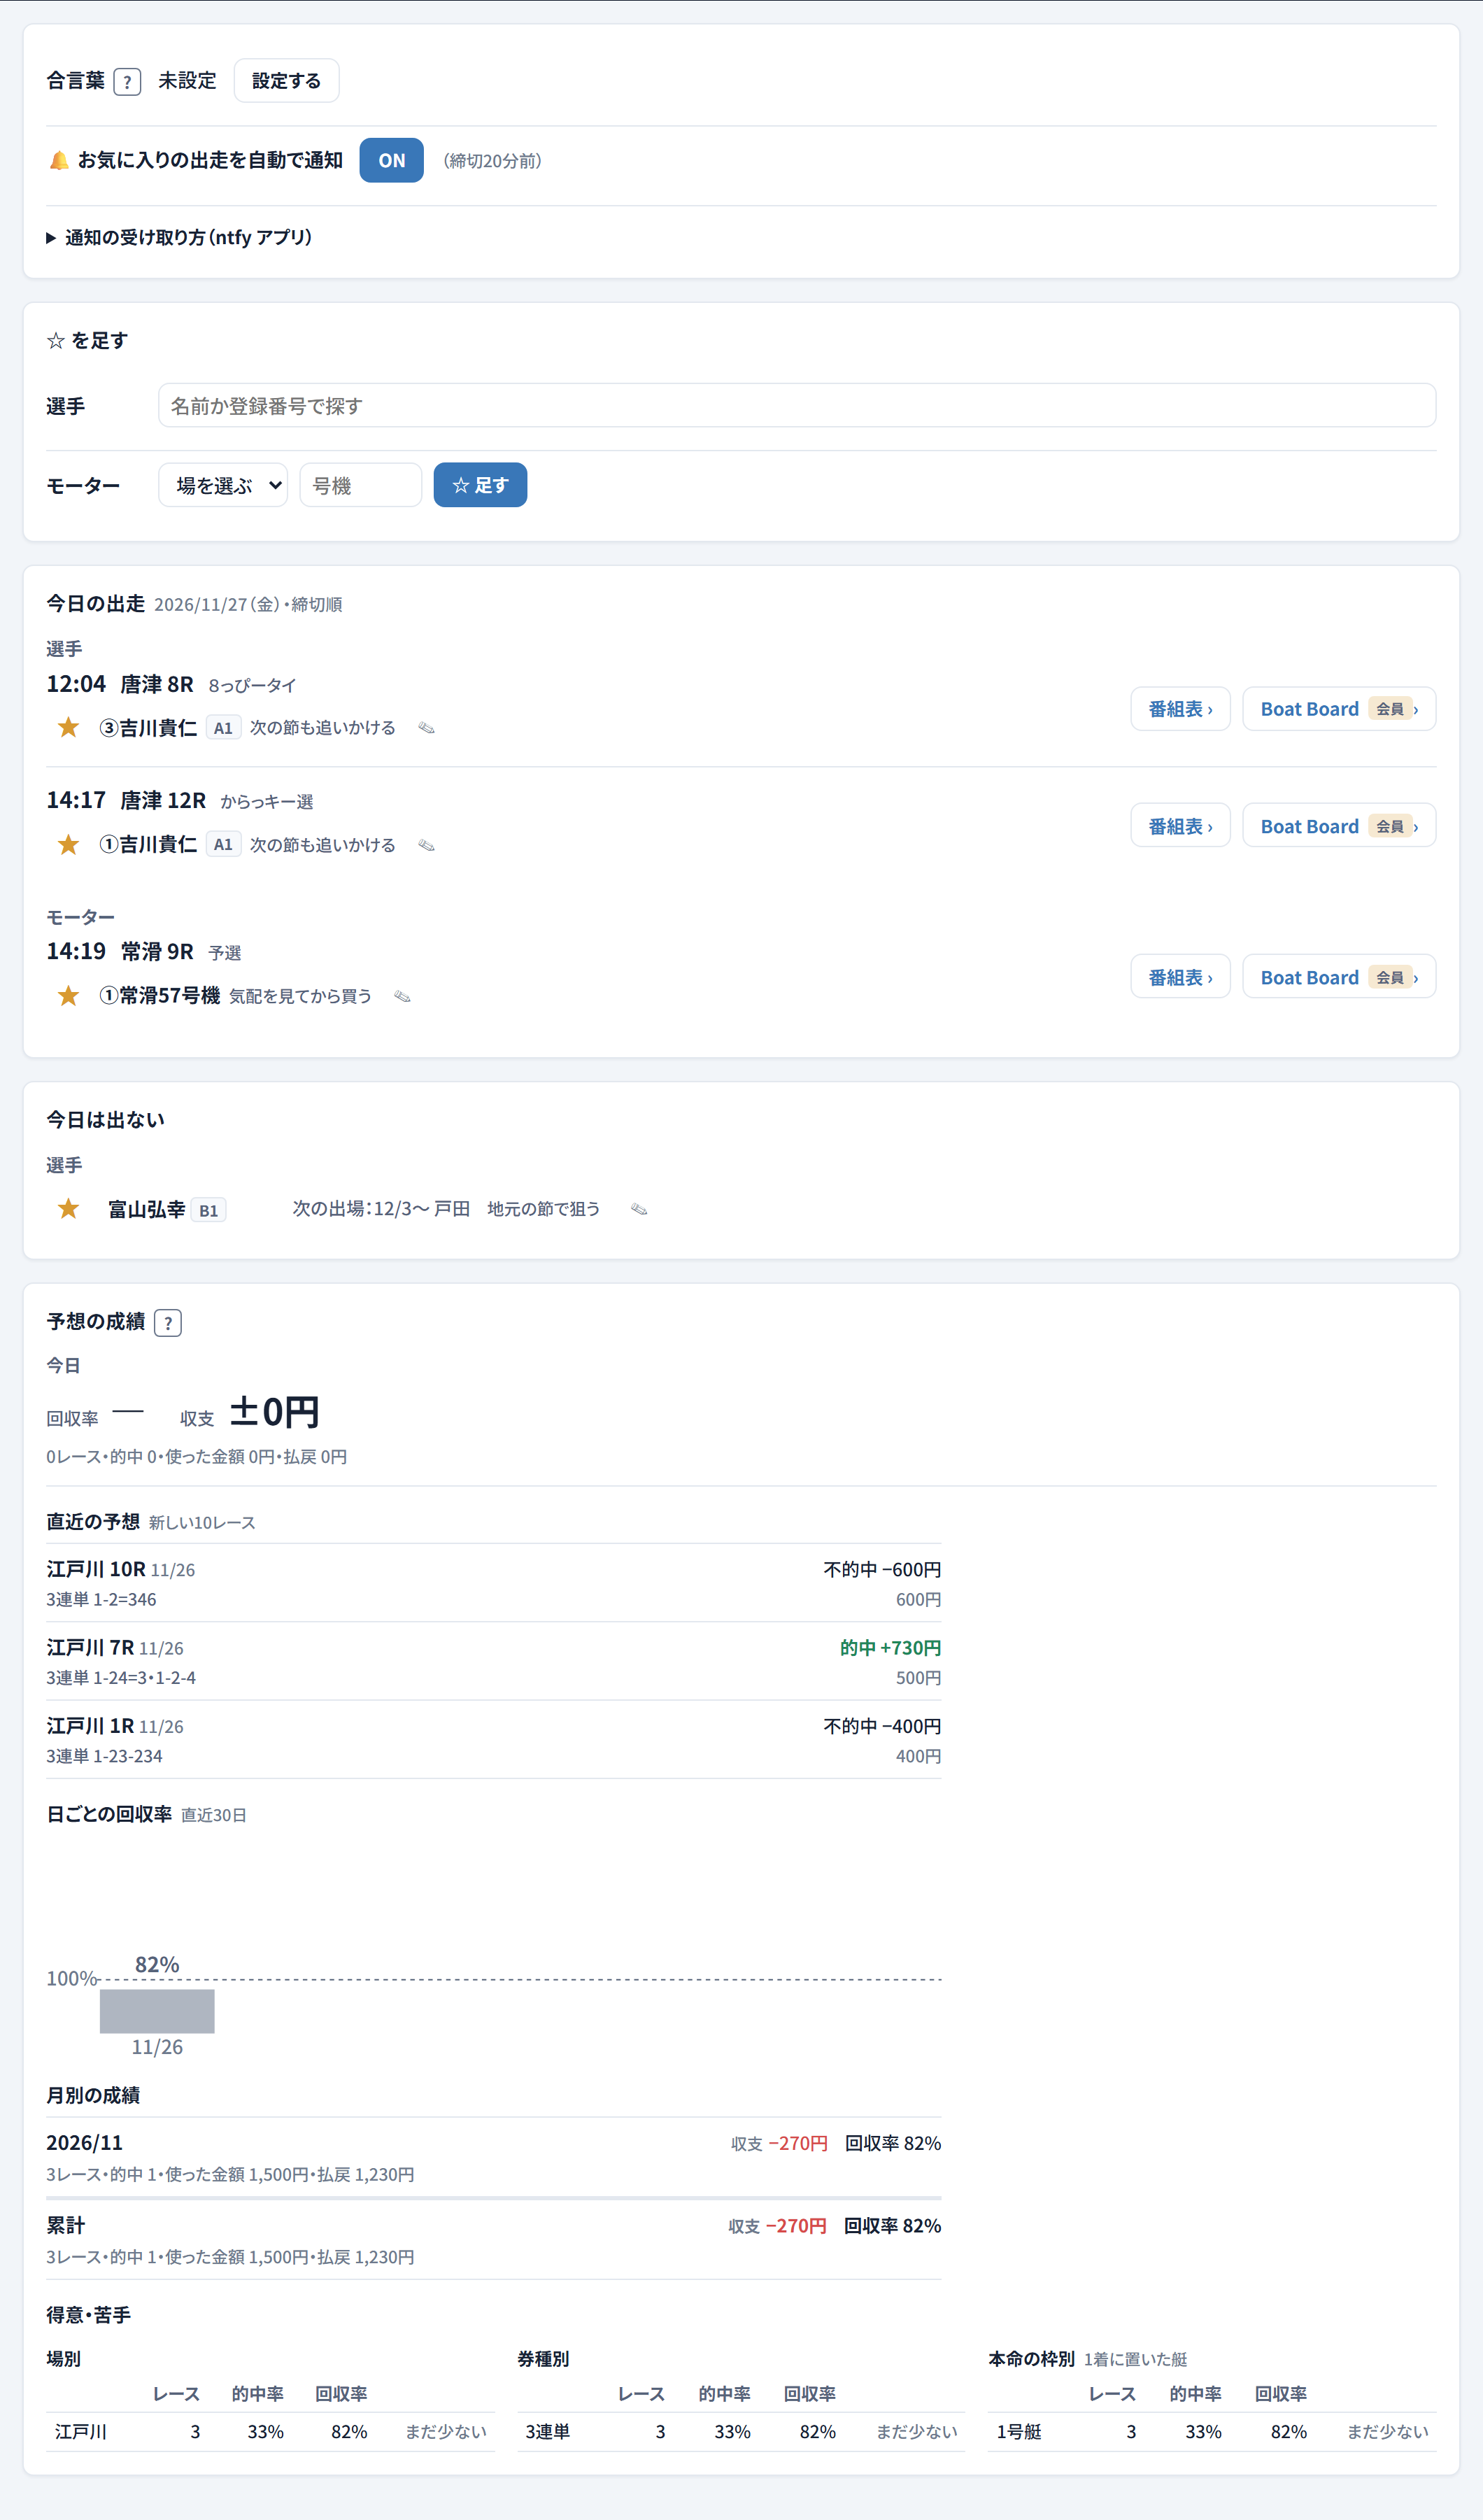 合言葉 ? 未設定 設定する
🔔 お気に入りの出走を自動で通知 ON （締切20分前）
▶ 通知の受け取り方（ntfy アプリ）
☆ を足す
選手 名前か登録番号で探す
モーター 場を選ぶ 号機 ☆ 足す
今日の出走 2026/11/27（金）・締切順
選手
12:04 唐津 8R 8っぴータイ
番組表 › Boat Board 会員 ›
★ ③吉川貴仁 A1 次の節も追いかける ✎
14:17 唐津 12R からっキー選
番組表 › Boat Board 会員 ›
★ ①吉川貴仁 A1 次の節も追いかける ✎
モーター
14:19 常滑 9R 予選
番組表 › Boat Board 会員 ›
★ ①常滑57号機 気配を見てから買う ✎
今日は出ない
選手
★ 富山弘幸 B1 次の出場：12/3〜 戸田 地元の節で狙う ✎
予想の成績 ?
今日
回収率 — 収支 ±0円
0レース・的中 0・使った金額 0円・払戻 0円
直近の予想 新しい10レース
江戸川 10R 11/26 不的中 −600円
3連単 1-2=346 600円
江戸川 7R 11/26 的中 +730円
3連単 1-24=3・1-2-4 500円
江戸川 1R 11/26 不的中 −400円
3連単 1-23-234 400円
日ごとの回収率 直近30日
82%
100%
11/26
月別の成績
2026/11 収支 −270円 回収率 82%
3レース・的中 1・使った金額 1,500円・払戻 1,230円
累計 収支 −270円 回収率 82%
3レース・的中 1・使った金額 1,500円・払戻 1,230円
得意・苦手
場別
レース 的中率 回収率
江戸川 3 33% 82% まだ少ない
券種別
レース 的中率 回収率
3連単 3 33% 82% まだ少ない
本命の枠別 1着に置いた艇
レース 的中率 回収率
1号艇 3 33% 82% まだ少ない